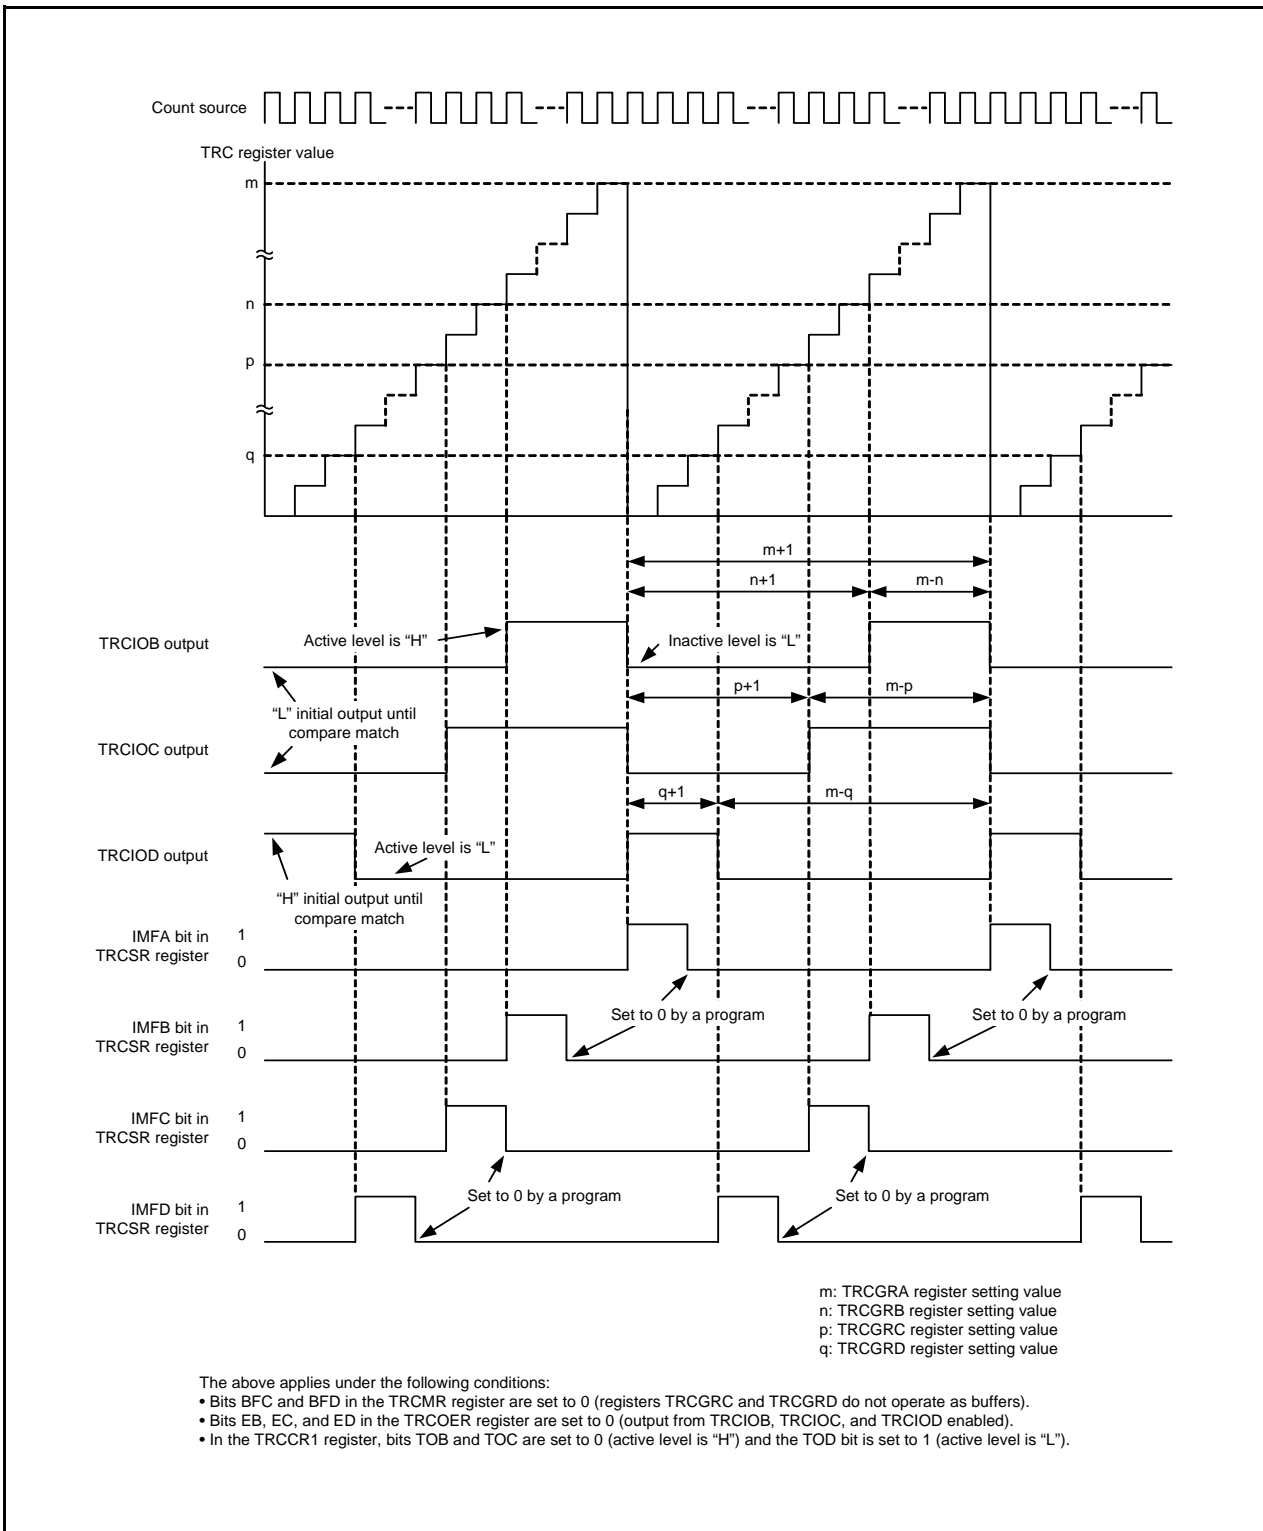 Count source
TRC register value
m
n
p
q
m+1
n+1
m-n
TRCIOB output
Active level is “H”
Inactive level is “L”
p+1
m-p
“L” initial output until
compare match
TRCIOC output
q+1
m-q
TRCIOD output
Active level is “L”
“H” initial output until
compare match
IMFA bit in
TRCSR register
1
0
Set to 0 by a program
Set to 0 by a program
IMFB bit in
TRCSR register
1
0
IMFC bit in
TRCSR register
1
0
Set to 0 by a program
Set to 0 by a program
IMFD bit in
TRCSR register
1
0
m: TRCGRA register setting value
n: TRCGRB register setting value
p: TRCGRC register setting value
q: TRCGRD register setting value
The above applies under the following conditions:
• Bits BFC and BFD in the TRCMR register are set to 0 (registers TRCGRC and TRCGRD do not operate as buffers).
• Bits EB, EC, and ED in the TRCOER register are set to 0 (output from TRCIOB, TRCIOC, and TRCIOD enabled).
• In the TRCCR1 register, bits TOB and TOC are set to 0 (active level is “H”) and the TOD bit is set to 1 (active level is “L”).